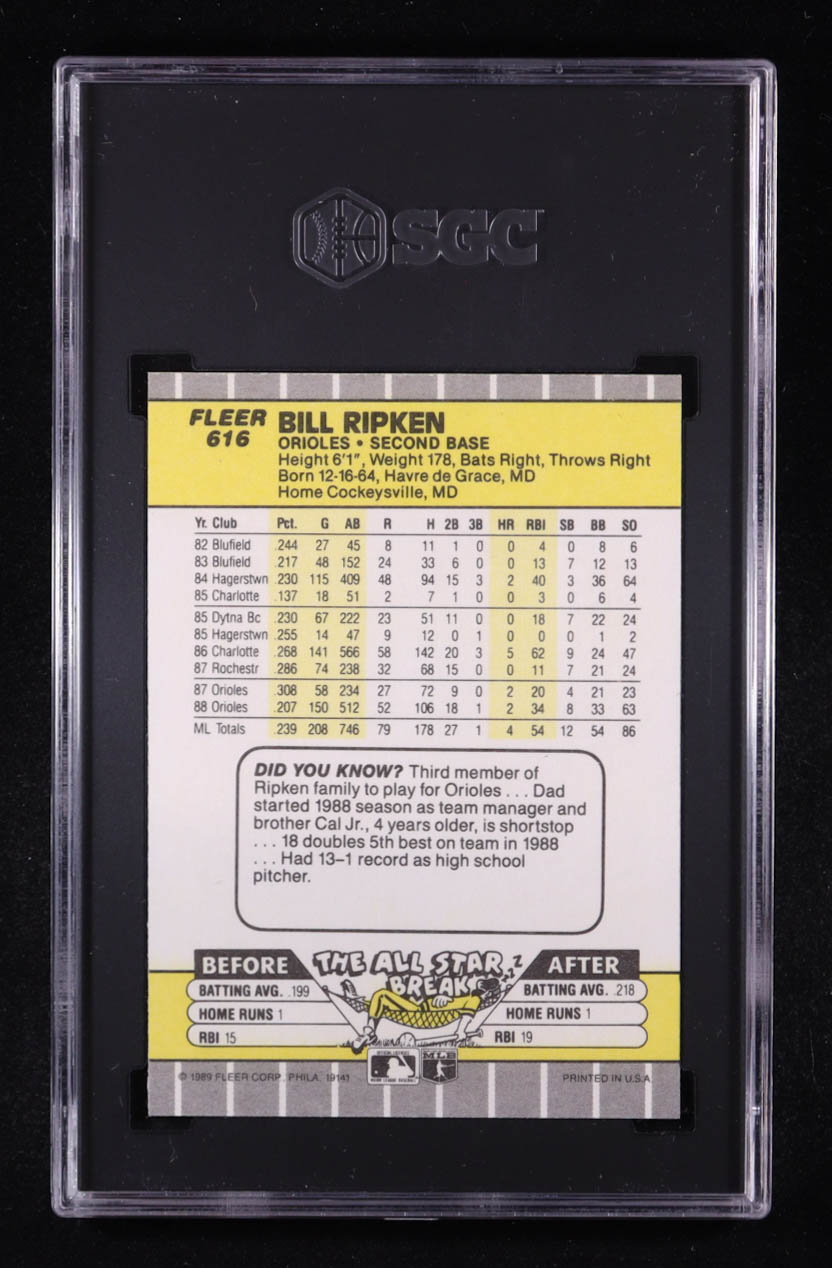 SGC
FLEER 616
BILL RIPKEN
ORIOLES • SECOND BASE
Height 6'1", Weight 178, Bats Right, Throws Right
Born 12-16-64, Havre de Grace, MD
Home Cockeysville, MD
Yr. Club Pct. G AB R H 2B 3B HR RBI SB BB SO
82 Blufield .244 27 45 8 11 1 0 0 4 0 8 6
83 Blufield .217 48 152 24 33 6 0 0 13 7 12 13
84 Hagerstwn .230 115 409 48 94 15 3 2 40 3 36 64
85 Charlotte .137 18 51 2 7 1 0 0 3 0 6 4
85 Dytna Bc .230 67 222 23 51 11 0 0 18 7 22 24
85 Hagerstwn .255 14 47 9 12 0 1 0 0 0 1 2
86 Charlotte .268 141 566 58 142 20 3 5 62 9 24 47
87 Rochestr .286 74 238 32 68 15 0 0 11 7 21 24
87 Orioles .308 58 234 27 72 9 0 2 20 4 21 23
88 Orioles .207 150 512 52 106 18 1 2 34 8 33 63
ML Totals .239 208 746 79 178 27 1 4 54 12 54 86
DID YOU KNOW? Third member of
Ripken family to play for Orioles . . . Dad
started 1988 season as team manager and
brother Cal Jr., 4 years older, is shortstop
. . . 18 doubles 5th best on team in 1988
. . . Had 13–1 record as high school
pitcher.
BEFORE THE ALL STAR BREAK zzZ AFTER
BATTING AVG. .199 BATTING AVG. .218
HOME RUNS 1 HOME RUNS 1
RBI 15 RBI 19
MLB
© 1989 FLEER CORP. PHILA. 19141 PRINTED IN U.S.A.